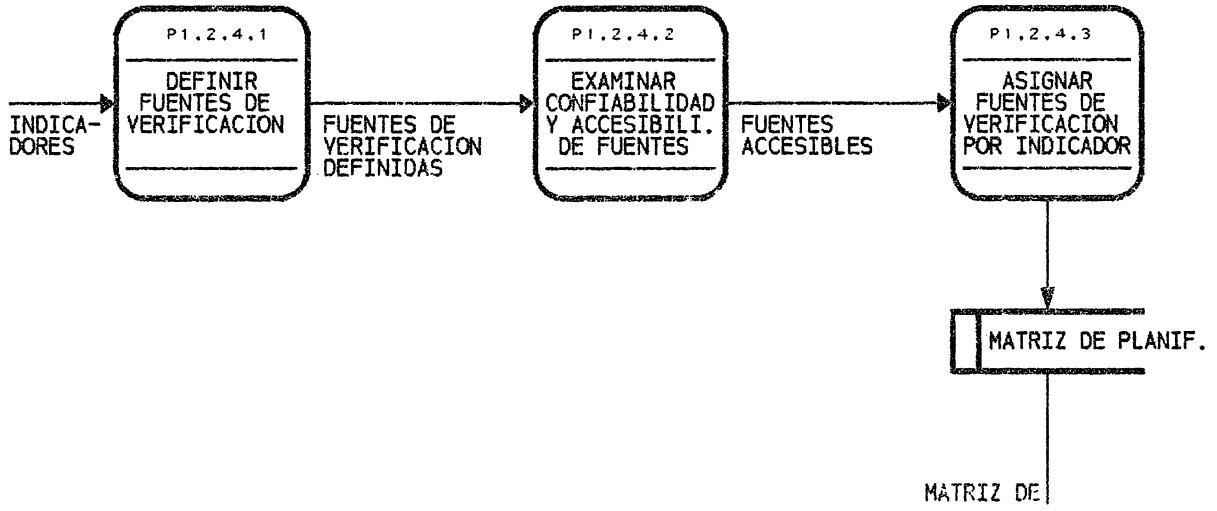 P1.2.4.1
DEFINIR
FUENTES DE
VERIFICACION
P1.2.4.2
EXAMINAR
CONFIABILIDAD
Y ACCESIBILI.
DE FUENTES
P1.2.4.3
ASIGNAR
FUENTES DE
VERIFICACION
POR INDICADOR
INDICA-
DORES
FUENTES DE
VERIFICACION
DEFINIDAS
FUENTES
ACCESIBLES
MATRIZ DE PLANIF.
MATRIZ DE